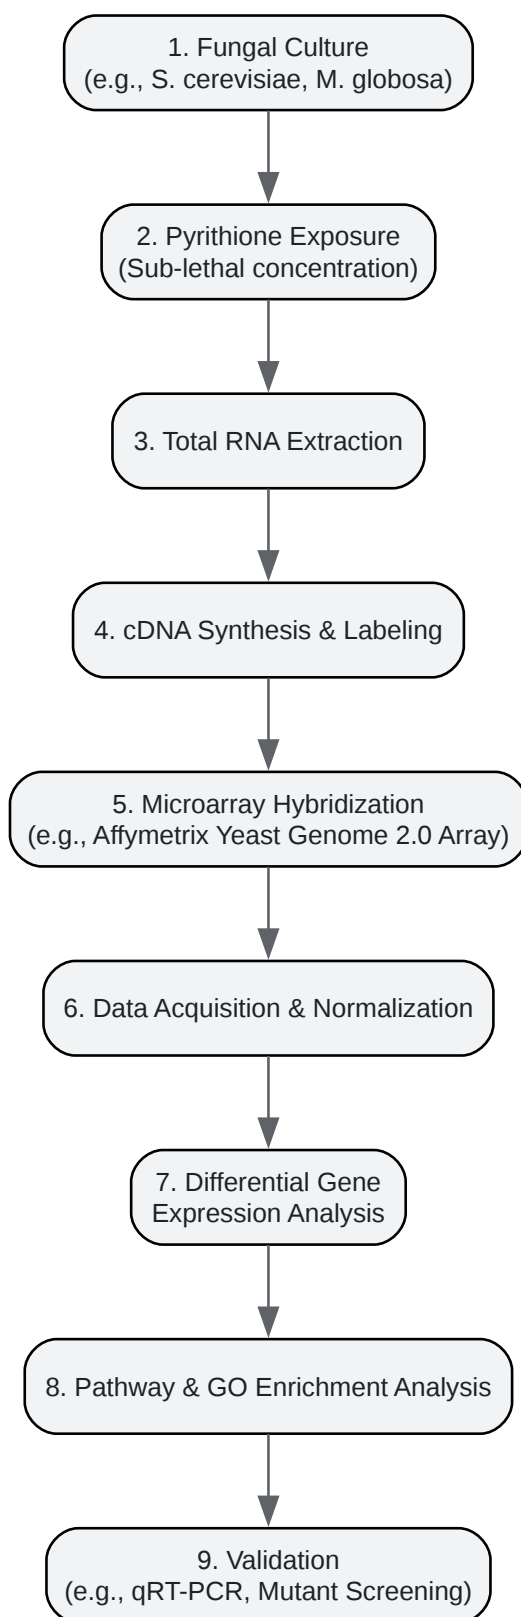 1. Fungal Culture
(e.g., S. cerevisiae, M. globosa)
2. Pyrithione Exposure
(Sub-lethal concentration)
3. Total RNA Extraction
4. cDNA Synthesis & Labeling
5. Microarray Hybridization
(e.g., Affymetrix Yeast Genome 2.0 Array)
6. Data Acquisition & Normalization
7. Differential Gene
Expression Analysis
8. Pathway & GO Enrichment Analysis
9. Validation
(e.g., qRT-PCR, Mutant Screening)